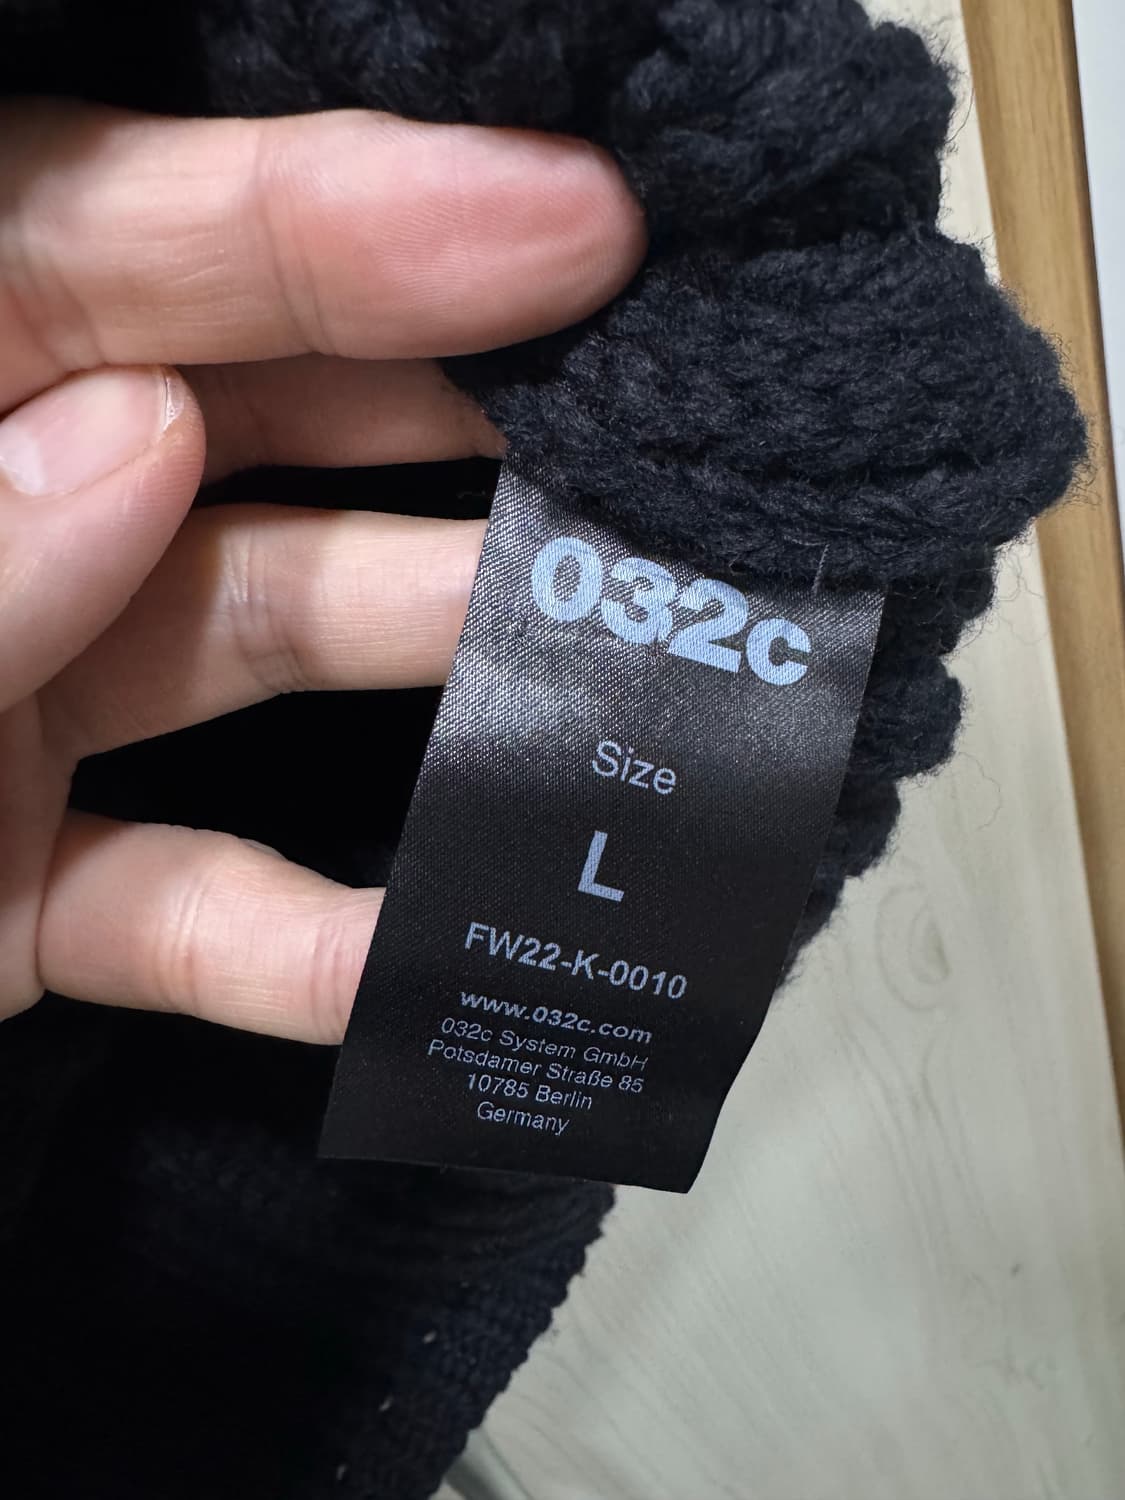 032c
Size
L
FW22-K-0010
www.032c.com
032c System GmbH
Potsdamer Straße 85
10785 Berlin
Germany